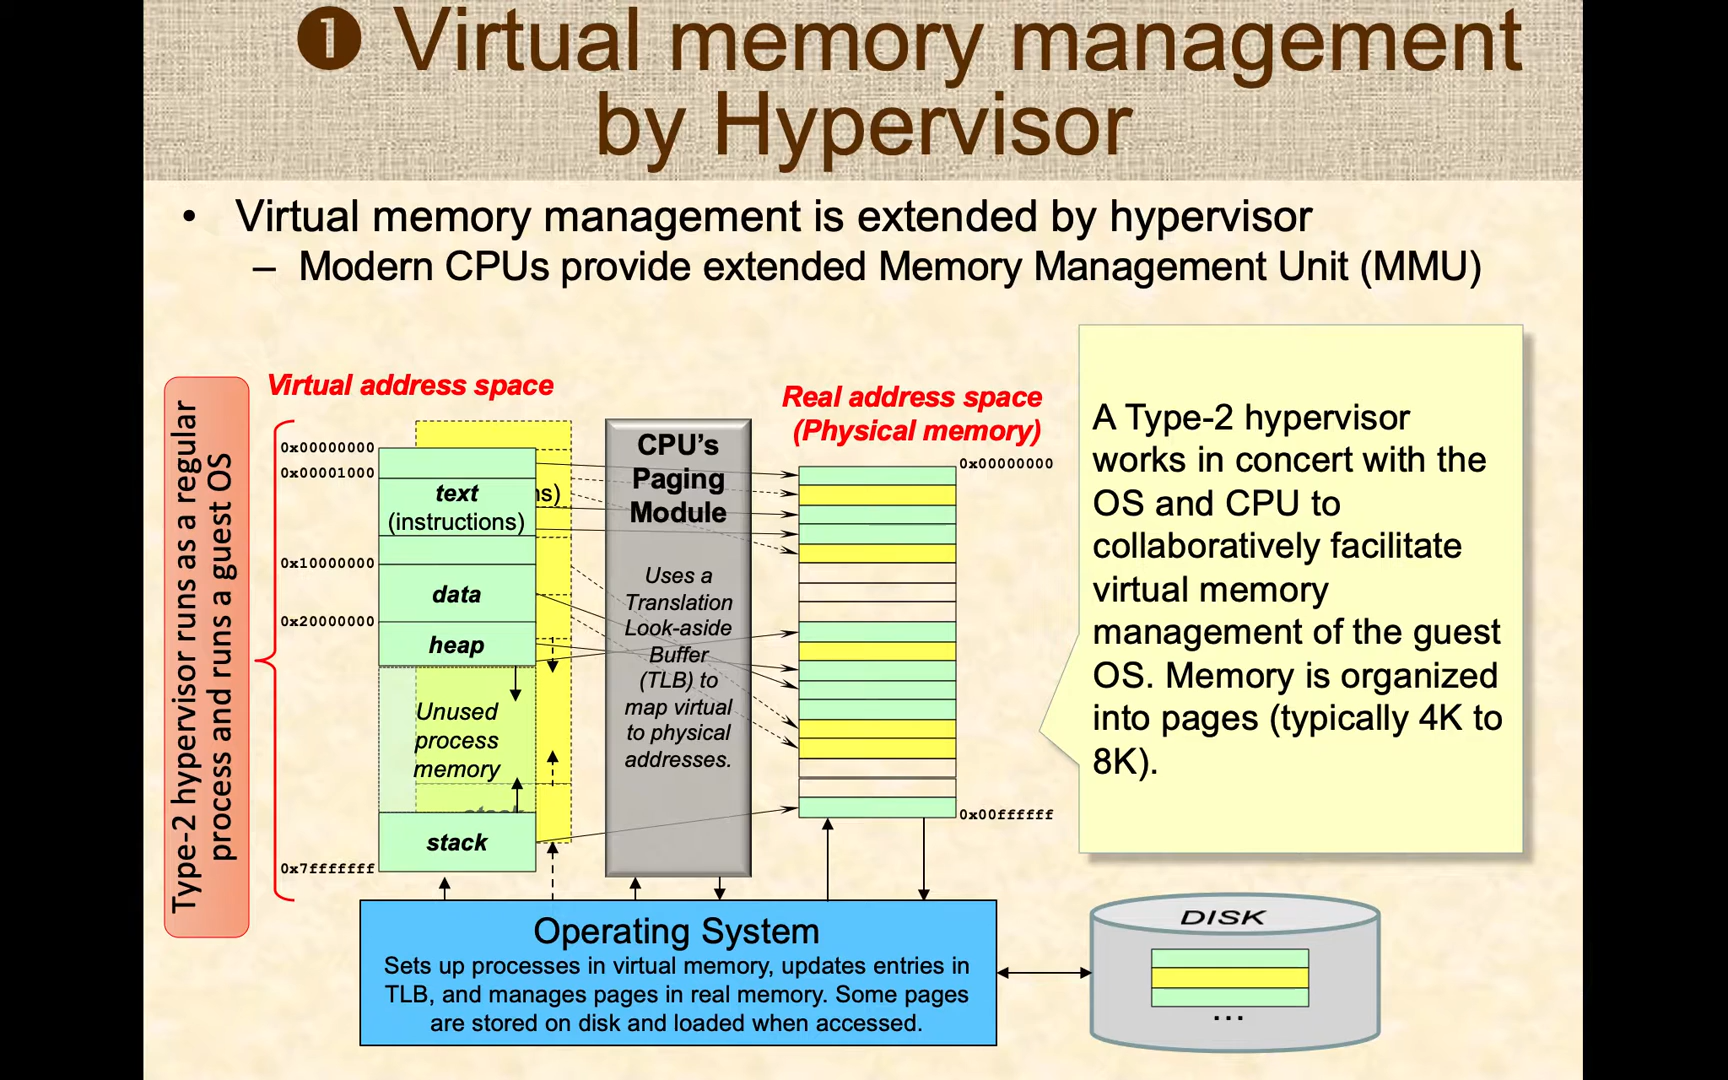 ❶ Virtual memory management
by Hypervisor
• Virtual memory management is extended by hypervisor
– Modern CPUs provide extended Memory Management Unit (MMU)
Type-2 hypervisor runs as a regular
process and runs a guest OS
Virtual address space
0x00000000
0x00001000
text
(instructions)
ns)
0x10000000
data
0x20000000
heap
Unused
process
memory
stack
0x7fffffff
CPU's
Paging
Module
Uses a
Translation
Look-aside
Buffer
(TLB) to
map virtual
to physical
addresses.
Real address space
(Physical memory)
0x00000000
0x00ffffff
A Type-2 hypervisor
works in concert with the
OS and CPU to
collaboratively facilitate
virtual memory
management of the guest
OS. Memory is organized
into pages (typically 4K to
8K).
Operating System
Sets up processes in virtual memory, updates entries in
TLB, and manages pages in real memory. Some pages
are stored on disk and loaded when accessed.
DISK
...